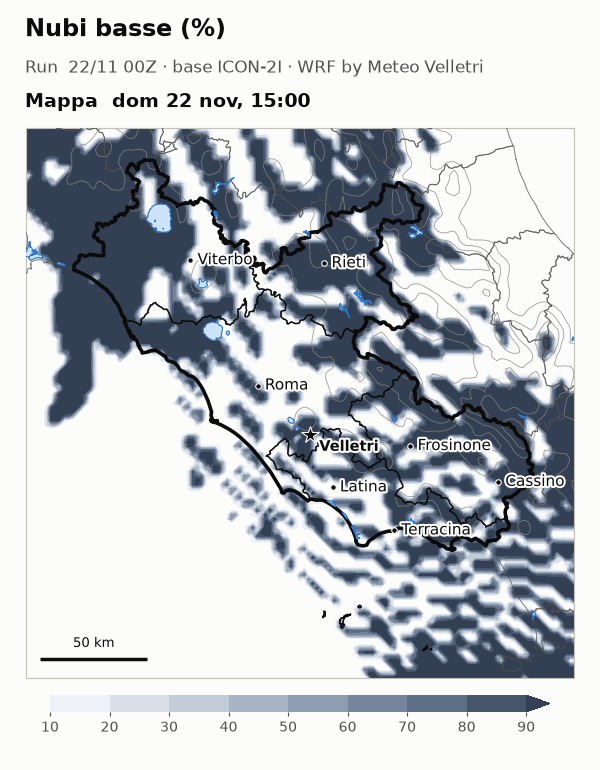 Nubi basse (%)
Run  22/11 00Z · base ICON-2I · WRF by Meteo Velletri
Mappa  dom 22 nov, 15:00
Viterbo
Rieti
Roma
Velletri
Frosinone
Cassino
Latina
Terracina
50 km
10 20 30 40 50 60 70 80 90